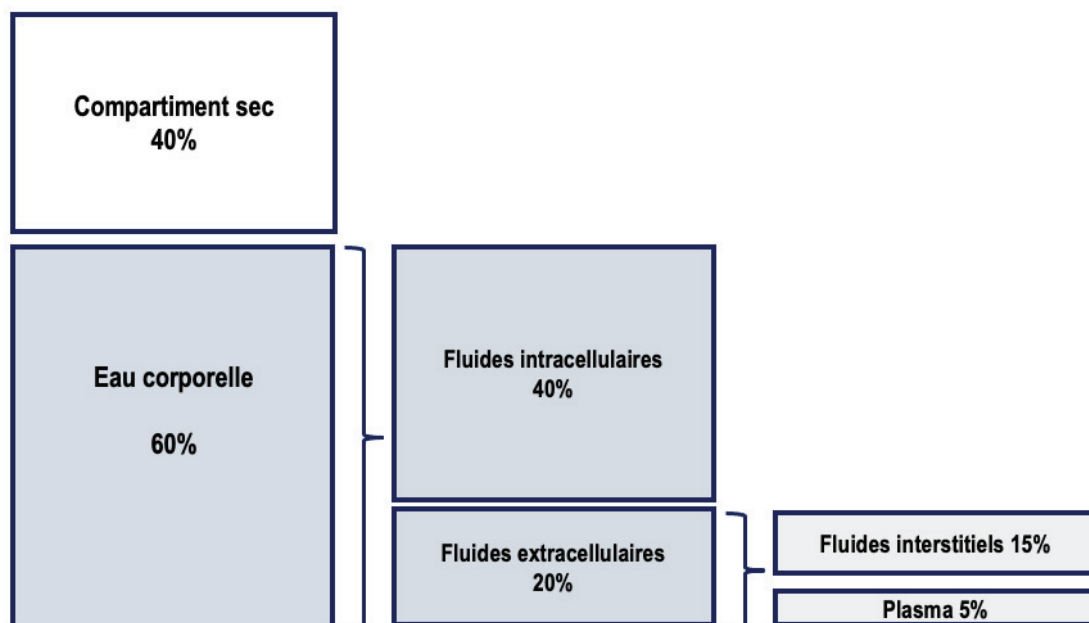 Compartiment sec
40%
Eau corporelle
60%
Fluides intracellulaires
40%
Fluides extracellulaires
20%
Fluides interstitiels 15%
Plasma 5%